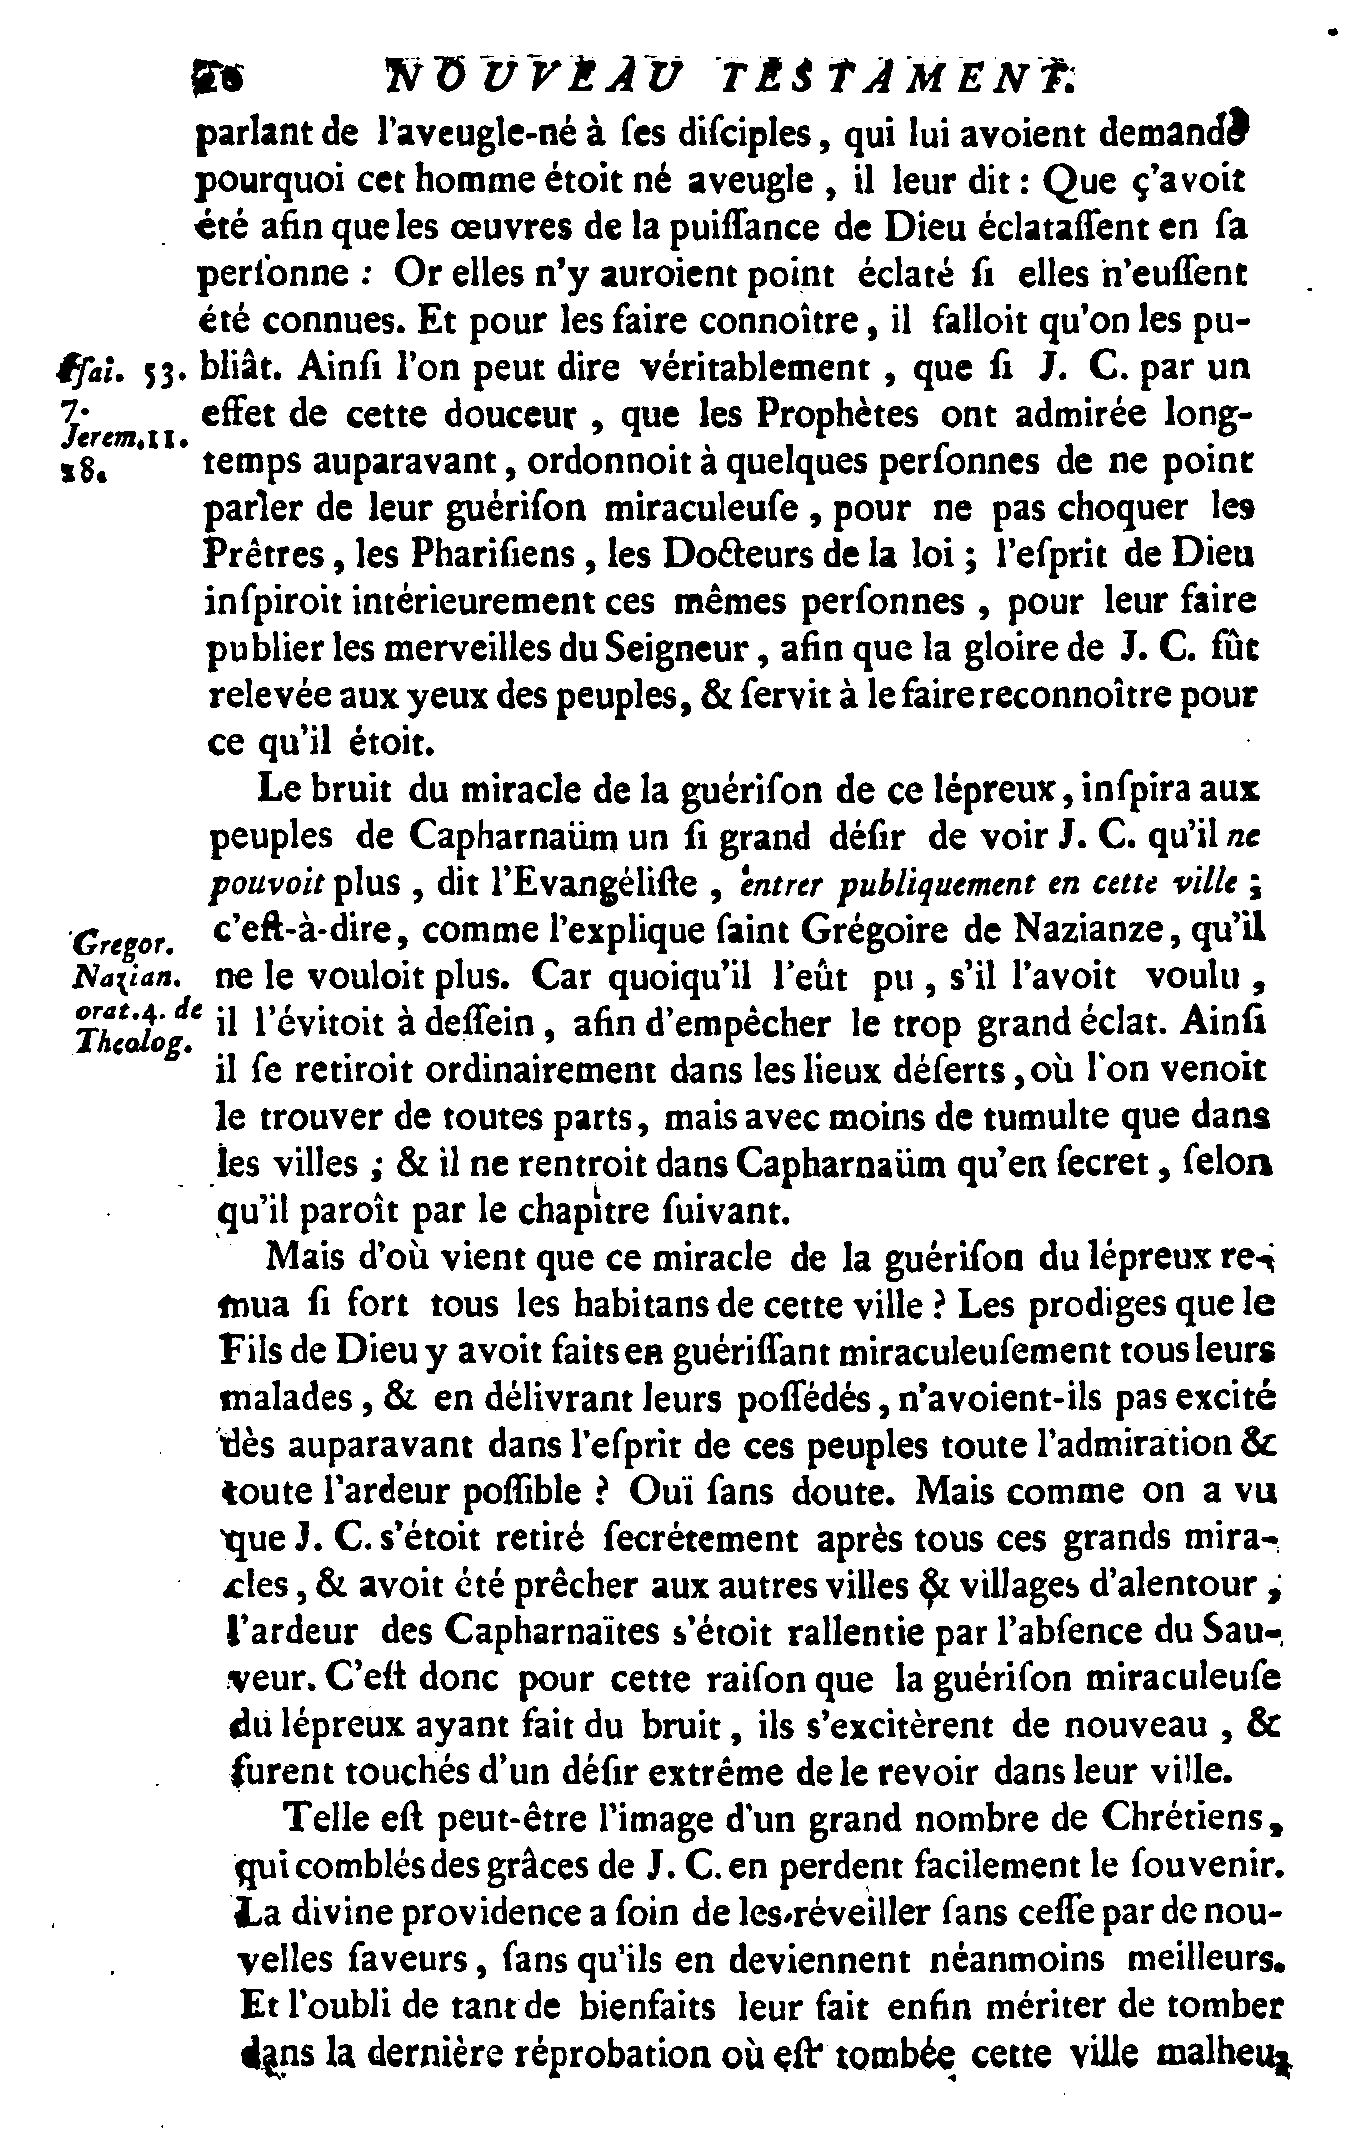 20 NOUVEAU TESTAMENT.
parlant de l'aveugle-né à ſes diſciples, qui lui avoient demandé
pourquoi cet homme étoit né aveugle, il leur dit : Que ç'avoit
été afin que les œuvres de la puiſſance de Dieu éclataſſent en ſa
perſonne : Or elles n'y auroient point éclaté ſi elles n'euſſent
été connues. Et pour les faire connoître, il falloit qu'on les pu-
bliât. Ainſi l'on peut dire véritablement, que ſi J. C. par un
effet de cette douceur, que les Prophètes ont admirée long-
temps auparavant, ordonnoit à quelques perſonnes de ne point
parler de leur guériſon miraculeuſe, pour ne pas choquer les
Prêtres, les Phariſiens, les Docteurs de la loi ; l'eſprit de Dieu
inſpiroit intérieurement ces mêmes perſonnes, pour leur faire
publier les merveilles du Seigneur, afin que la gloire de J. C. fût
relevée aux yeux des peuples, & ſervit à le faire reconnoître pour
ce qu'il étoit.
Iſai. 53.
7.
Jerem. 11.
18.
Le bruit du miracle de la guériſon de ce lépreux, inſpira aux
peuples de Capharnaüm un ſi grand déſir de voir J. C. qu'il ne
pouvoit plus, dit l'Evangéliſte, entrer publiquement en cette ville ;
c'eſt-à-dire, comme l'explique ſaint Grégoire de Nazianze, qu'il
ne le vouloit plus. Car quoiqu'il l'eût pu, s'il l'avoit voulu,
il l'évitoit à deſſein, afin d'empêcher le trop grand éclat. Ainſi
il ſe retiroit ordinairement dans les lieux déſerts, où l'on venoit
le trouver de toutes parts, mais avec moins de tumulte que dans
les villes ; & il ne rentroit dans Capharnaüm qu'en ſecret, ſelon
qu'il paroît par le chapitre ſuivant.
Gregor.
Nazian.
orat. 4. de
Theolog.
Mais d'où vient que ce miracle de la guériſon du lépreux re-
mua ſi fort tous les habitans de cette ville ? Les prodiges que le
Fils de Dieu y avoit faits en guériſſant miraculeuſement tous leurs
malades, & en délivrant leurs poſſédés, n'avoient-ils pas excité
dès auparavant dans l'eſprit de ces peuples toute l'admiration &
toute l'ardeur poſſible ? Ouï ſans doute. Mais comme on a vu
que J. C. s'étoit retiré ſecrétement après tous ces grands mira-
cles, & avoit été prêcher aux autres villes & villages d'alentour,
l'ardeur des Capharnaïtes s'étoit rallentie par l'abſence du Sau-
veur. C'eſt donc pour cette raiſon que la guériſon miraculeuſe
du lépreux ayant fait du bruit, ils s'excitèrent de nouveau, &
furent touchés d'un déſir extrême de le revoir dans leur ville.
Telle eſt peut-être l'image d'un grand nombre de Chrétiens,
qui comblés des grâces de J. C. en perdent facilement le ſouvenir.
La divine providence a ſoin de les réveiller ſans ceſſe par de nou-
velles faveurs, ſans qu'ils en deviennent néanmoins meilleurs.
Et l'oubli de tant de bienfaits leur fait enfin mériter de tomber
dans la dernière réprobation où eſt tombée cette ville malheu-